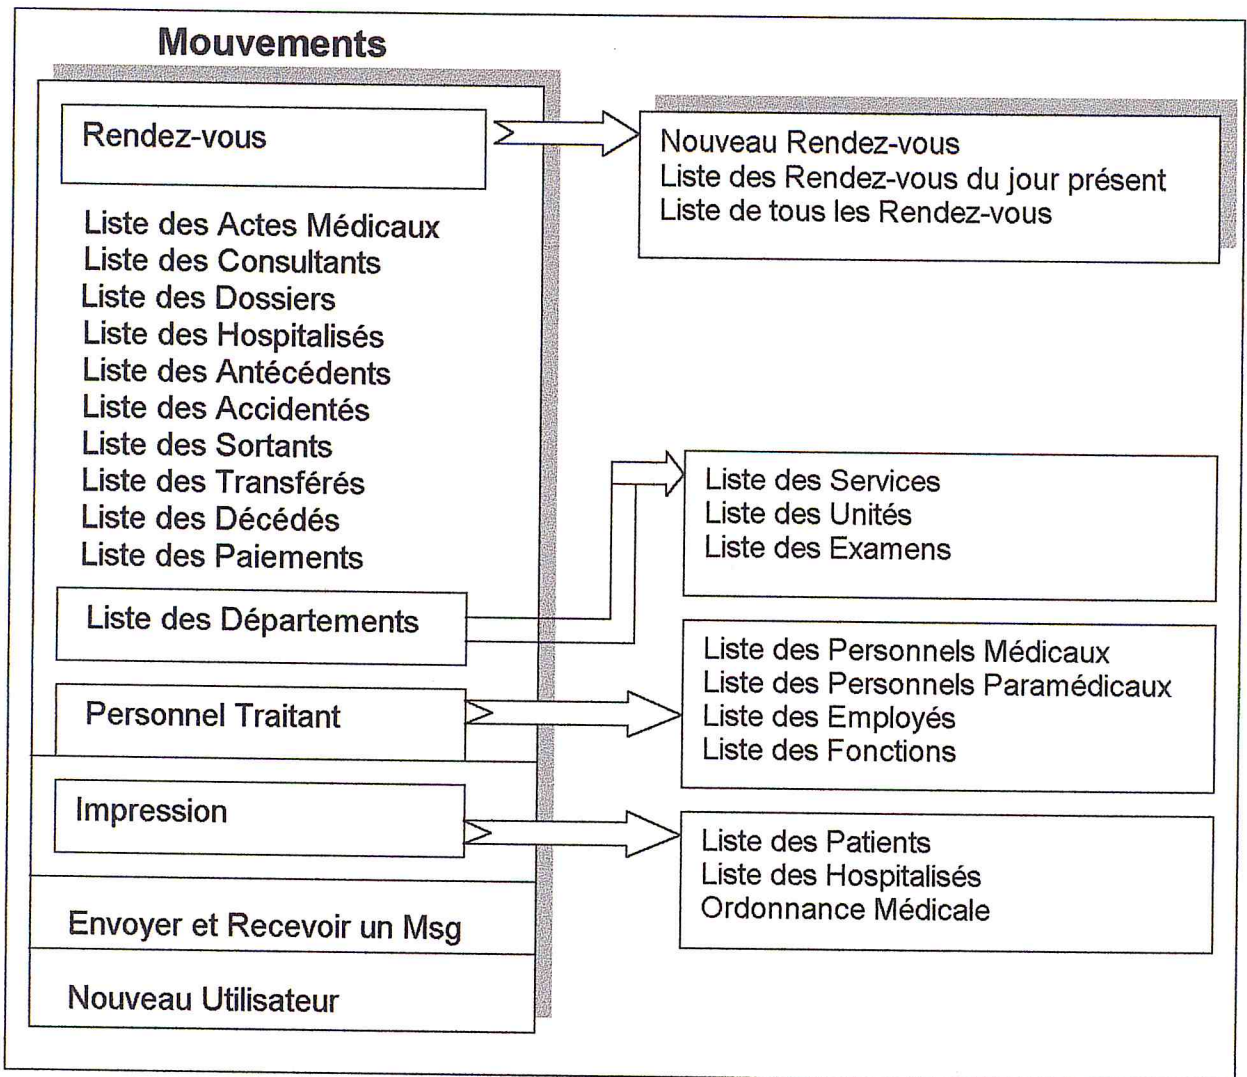 Mouvements
Rendez-vous
Liste des Actes Médicaux
Liste des Consultants
Liste des Dossiers
Liste des Hospitalisés
Liste des Antécédents
Liste des Accidentés
Liste des Sortants
Liste des Transférés
Liste des Décédés
Liste des Paiements
Liste des Départements
Personnel Traitant
Impression
Envoyer et Recevoir un Msg
Nouveau Utilisateur
Nouveau Rendez-vous
Liste des Rendez-vous du jour présent
Liste de tous les Rendez-vous
Liste des Services
Liste des Unités
Liste des Examens
Liste des Personnels Médicaux
Liste des Personnels Paramédicaux
Liste des Employés
Liste des Fonctions
Liste des Patients
Liste des Hospitalisés
Ordonnance Médicale